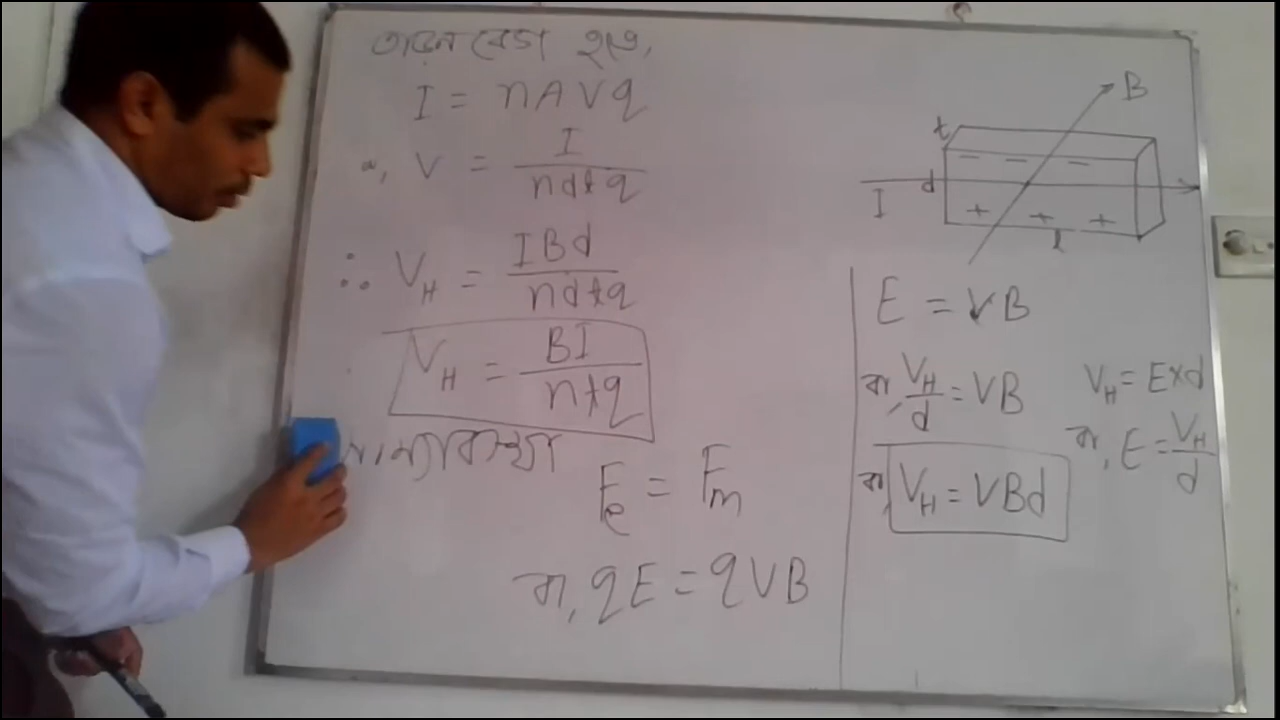 তাড়ন বেগ হতে,
I = nAVq
বা, V = I / ndtq
∴ V_H = IBd / ndtq
V_H = BI / ntq
সাম্যাবস্থা
F_e = F_m
বা, qE = qVB
B
t
d
I
- - -
+ + +
l
E = VB
বা, V_H / d = VB
বা, V_H = VBd
V_H = E×d
বা, E = V_H / d